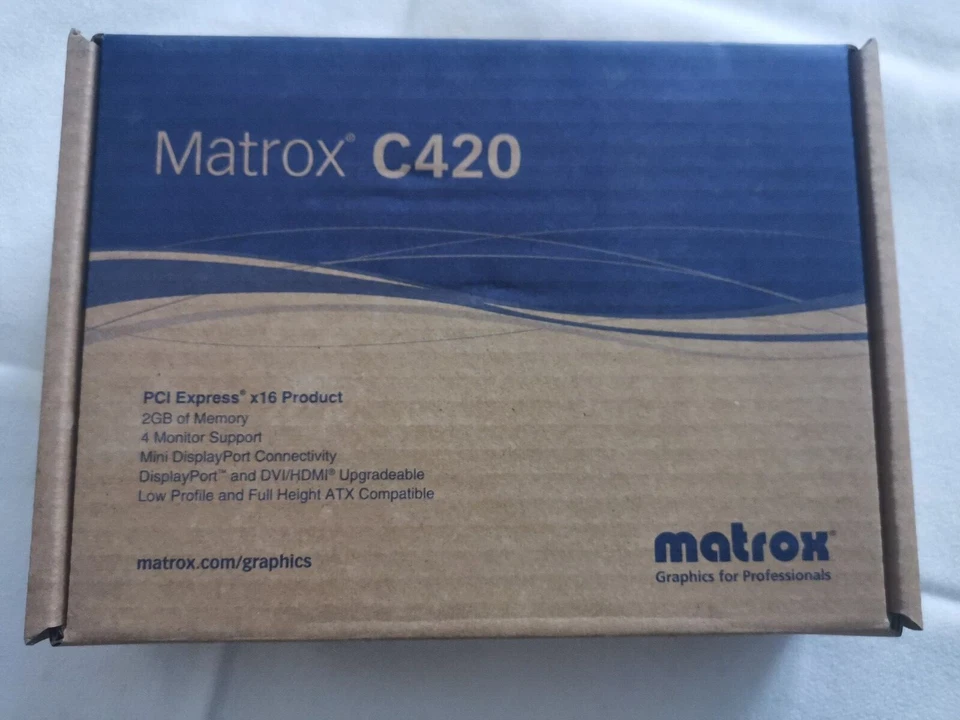 Matrox® C420
PCI Express® x16 Product
2GB of Memory
4 Monitor Support
Mini DisplayPort Connectivity
DisplayPort™ and DVI/HDMI® Upgradeable
Low Profile and Full Height ATX Compatible
matrox.com/graphics
matrox®
Graphics for Professionals